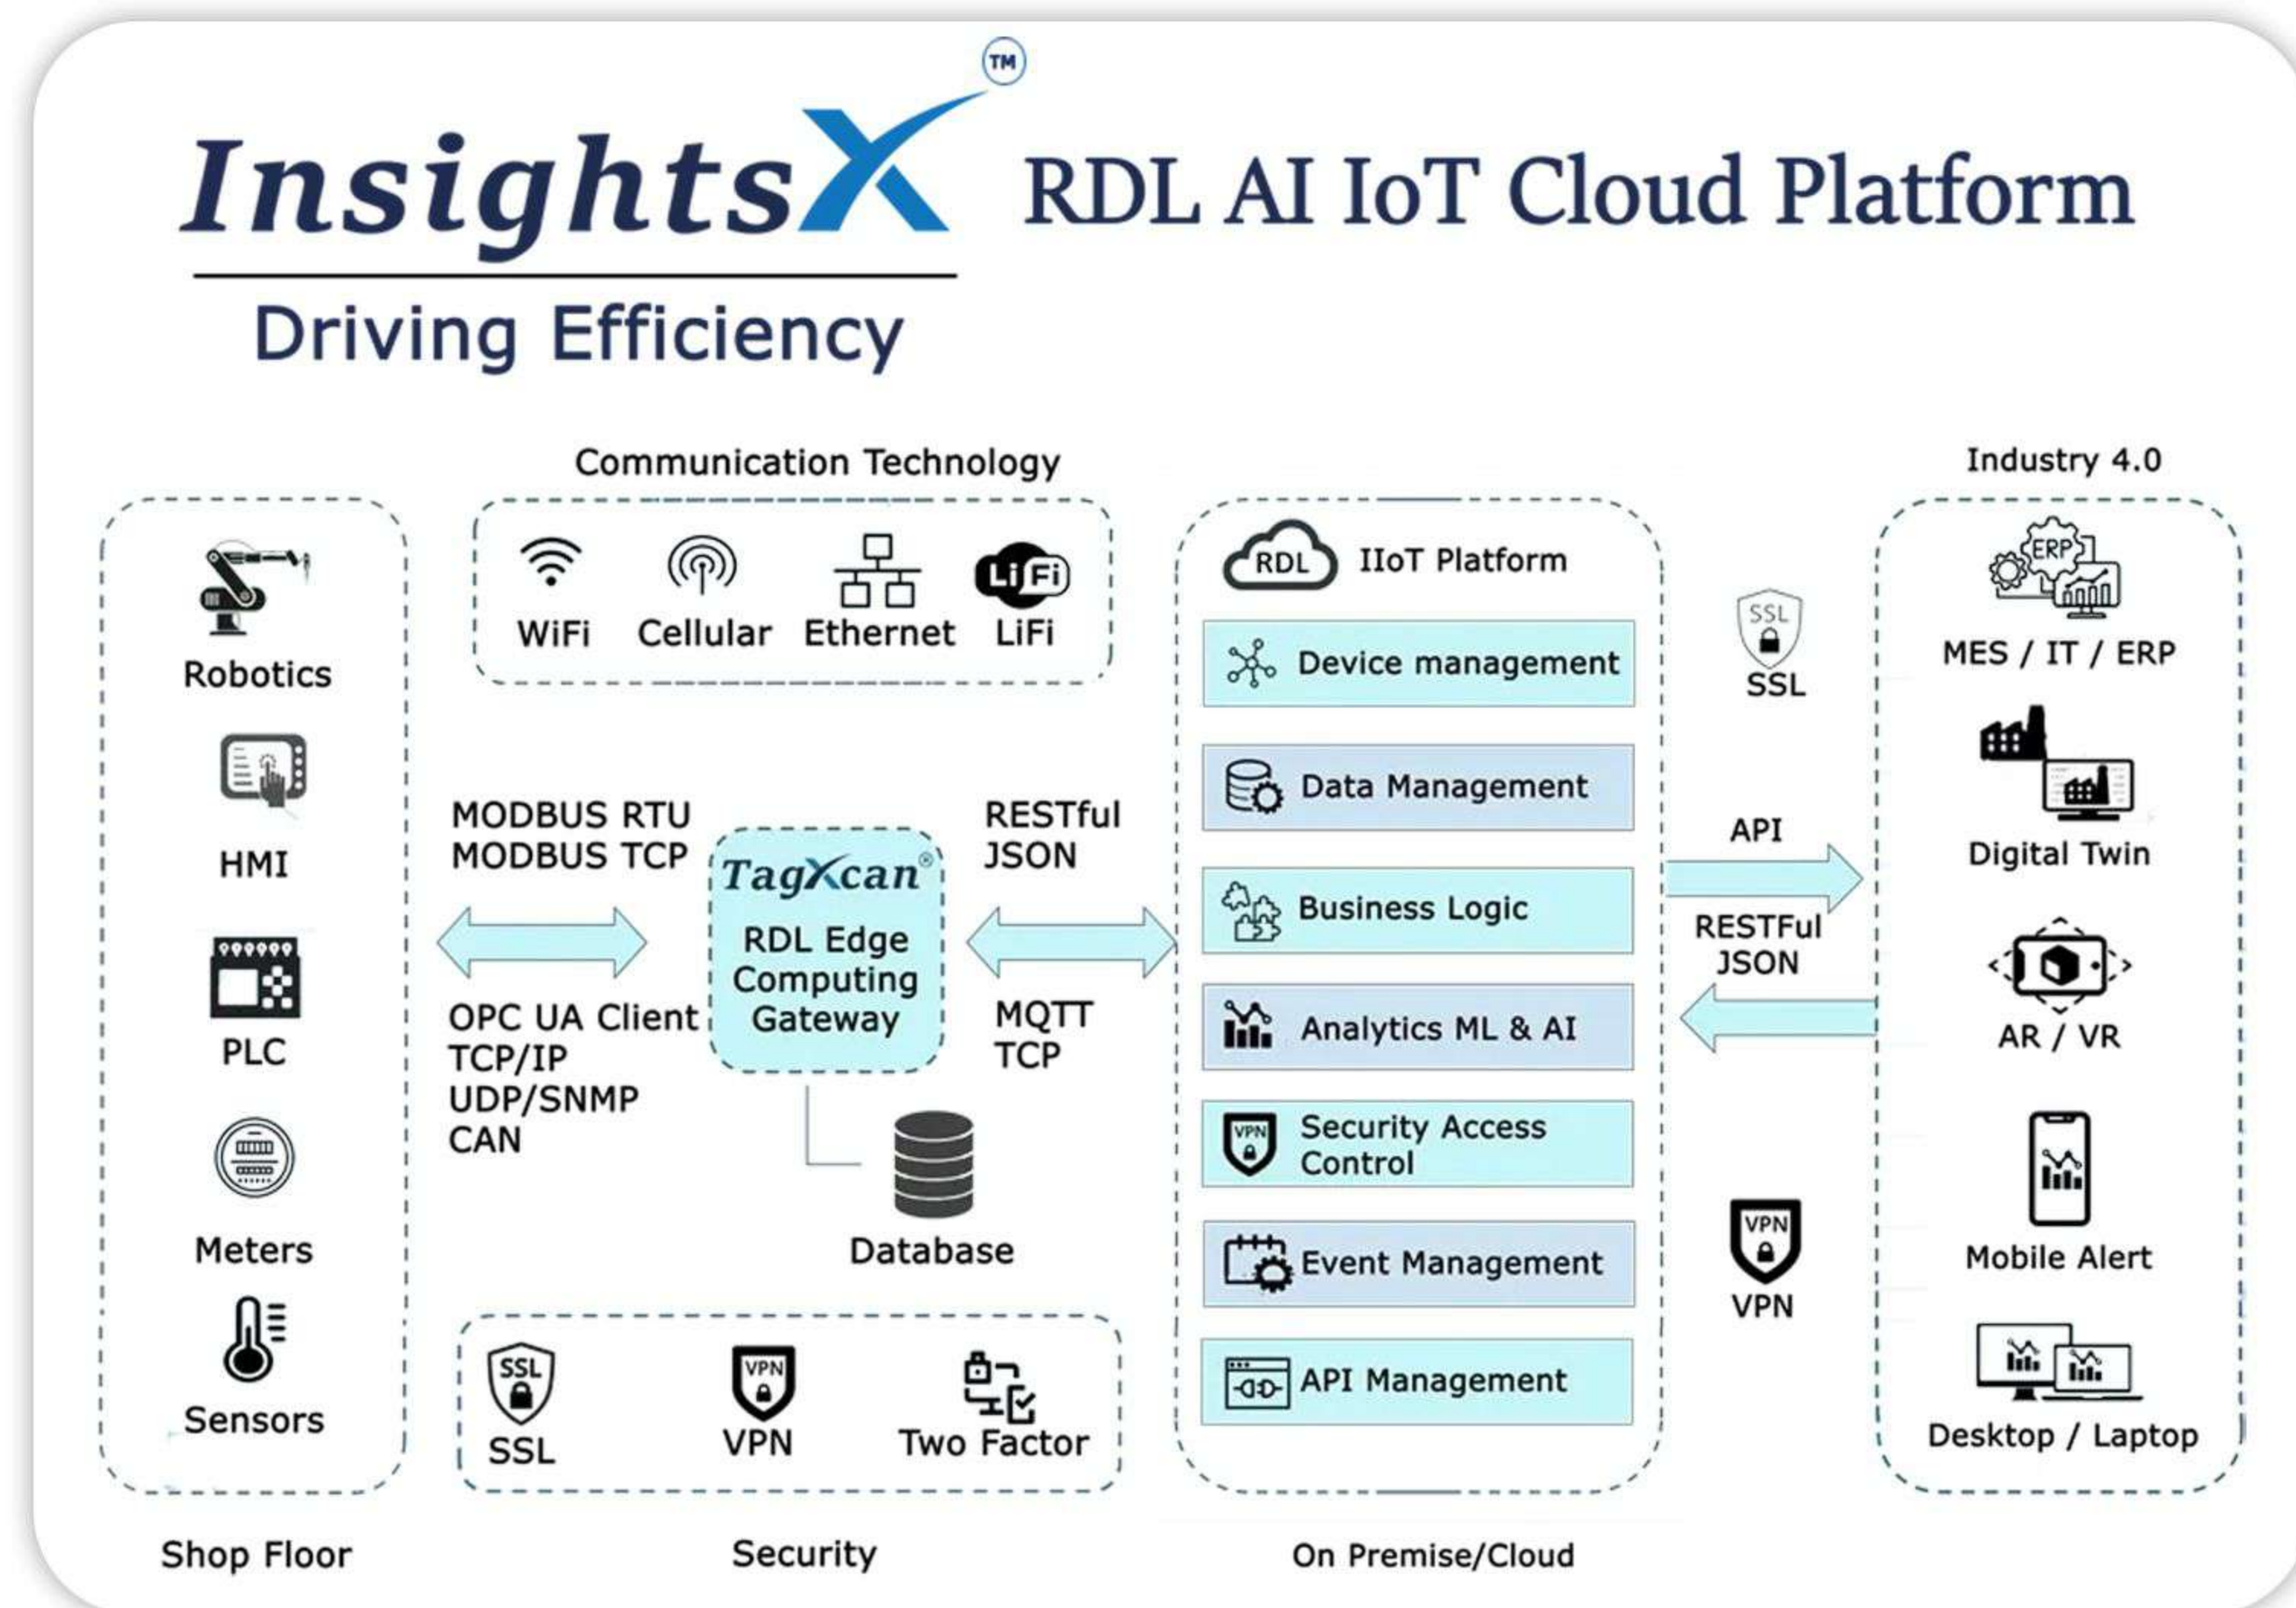 InsightsX TM
RDL AI IoT Cloud Platform
Driving Efficiency
Robotics
HMI
PLC
Meters
Sensors
Shop Floor
Communication Technology
WiFi
Cellular
Ethernet
LiFi
LiFi
MODBUS RTU
MODBUS TCP
OPC UA Client
TCP/IP
UDP/SNMP
CAN
TagXcan®
RDL Edge
Computing
Gateway
Database
RESTful
JSON
MQTT
TCP
SSL
SSL
VPN
VPN
Two Factor
Security
RDL
IIoT Platform
Device management
Data Management
Business Logic
Analytics ML & AI
VPN
Security Access
Control
Event Management
API Management
On Premise/Cloud
SSL
SSL
API
RESTFul
JSON
VPN
VPN
Industry 4.0
ERP
MES / IT / ERP
Digital Twin
AR / VR
Mobile Alert
Desktop / Laptop